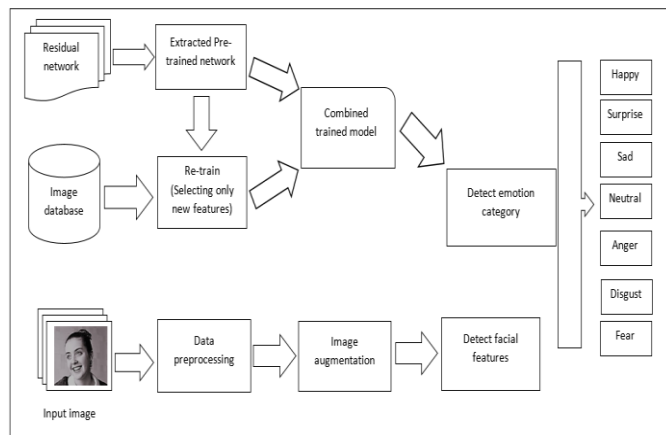 Residual
network
Extracted Pre-
trained network
Combined
trained model
Image
database
Re-train
(Selecting only
new features)
Detect emotion
category
Happy
Surprise
Sad
Neutral
Anger
Disgust
Fear
Data
preprocessing
Image
augmentation
Detect facial
features
Input image